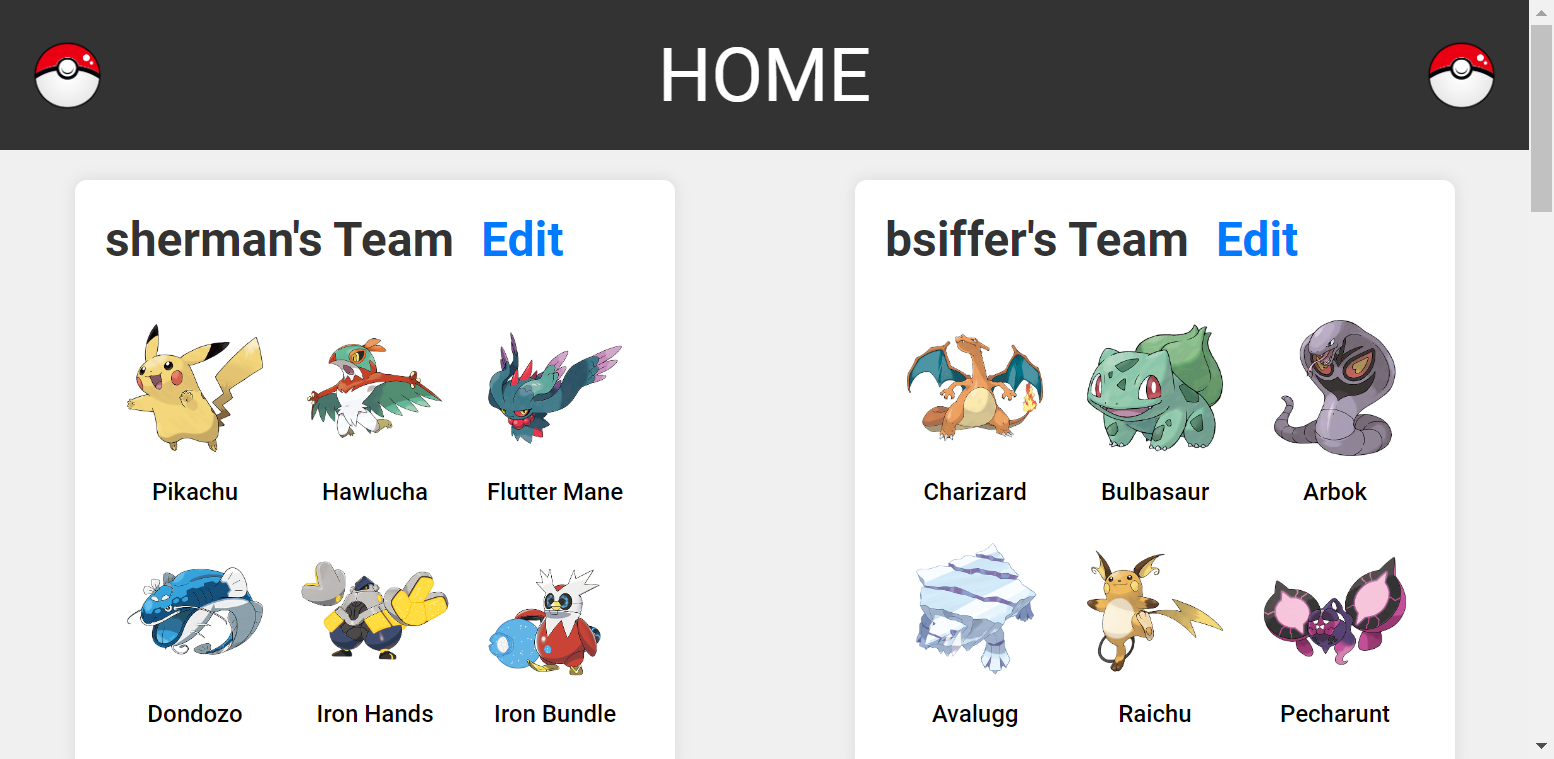 HOME
sherman's Team Edit
Pikachu Hawlucha Flutter Mane
Dondozo Iron Hands Iron Bundle
bsiffer's Team Edit
Charizard Bulbasaur Arbok
Avalugg Raichu Pecharunt